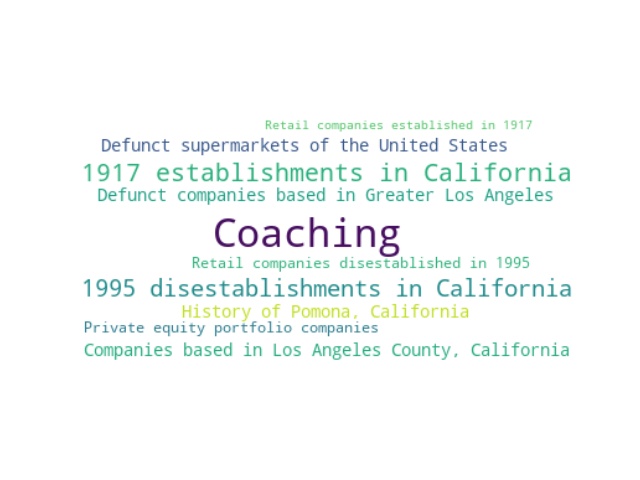 Retail companies established in 1917
Defunct supermarkets of the United States
1917 establishments in California
Defunct companies based in Greater Los Angeles
Coaching
Retail companies disestablished in 1995
1995 disestablishments in California
History of Pomona, California
Private equity portfolio companies
Companies based in Los Angeles County, California